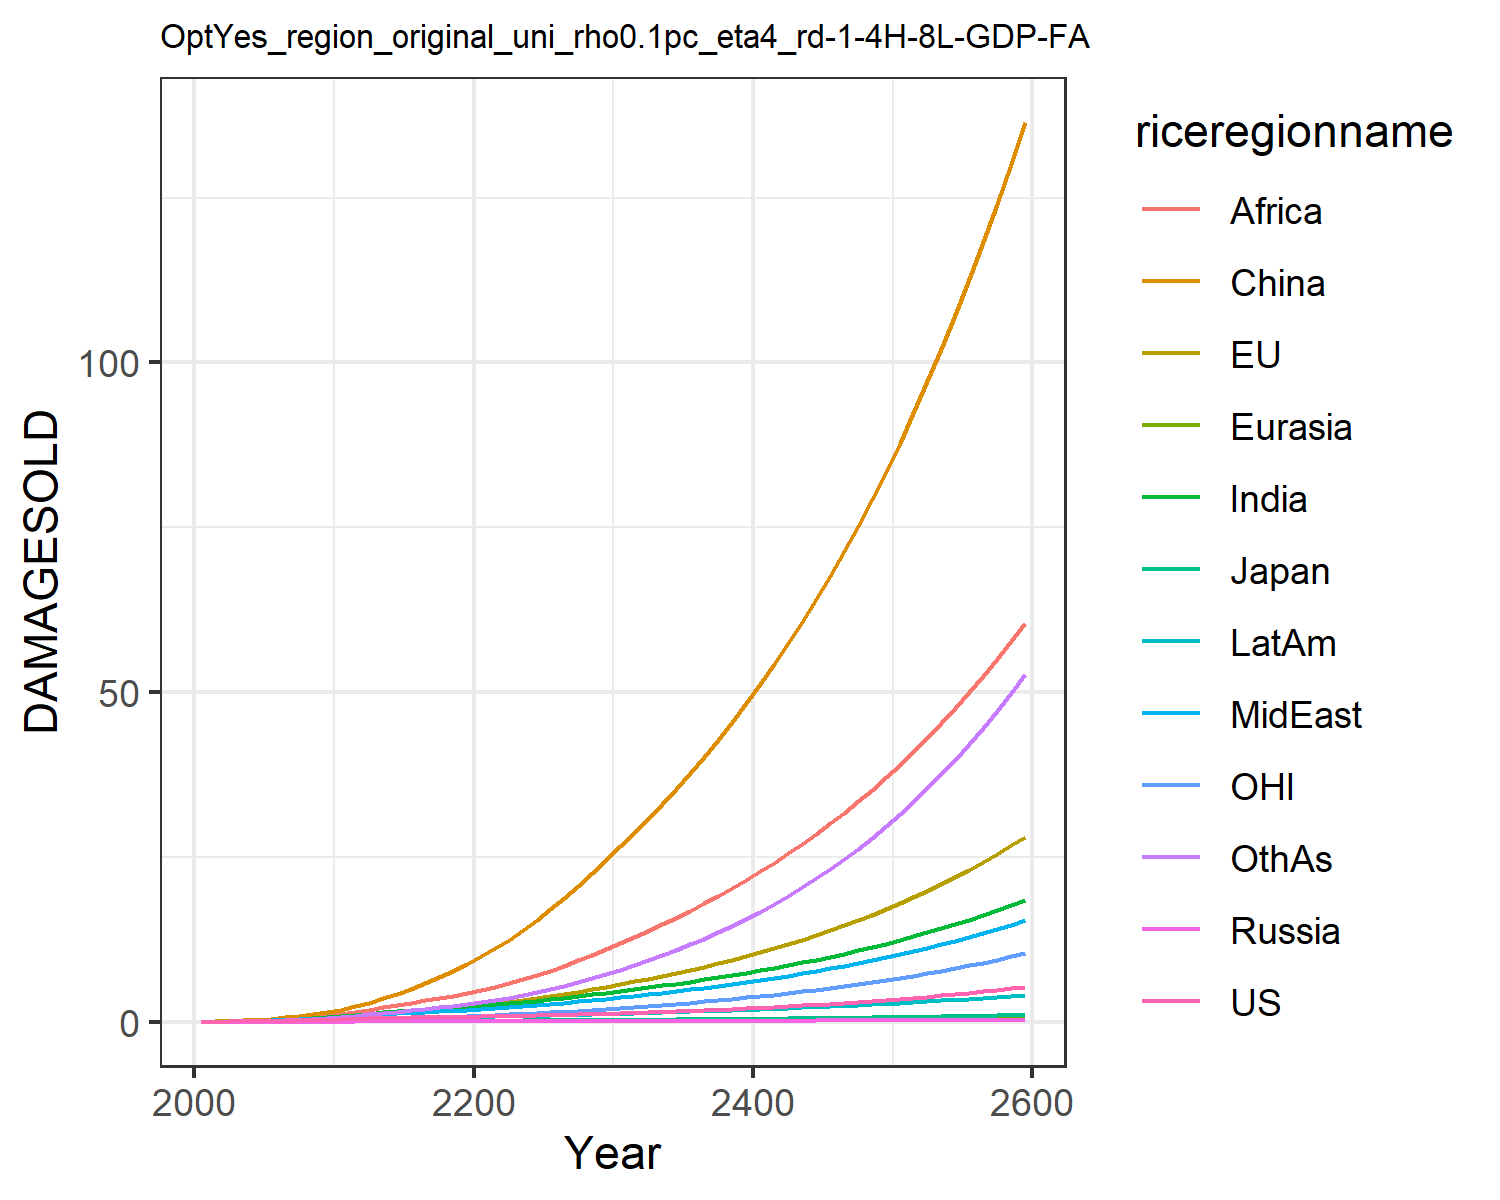 OptYes_region_original_uni_rho0.1pc_eta4_rd-1-4H-8L-GDP-FA
DAMAGESOLD
100
50
0
2000 2200 2400 2600
Year
riceregionname
Africa
China
EU
Eurasia
India
Japan
LatAm
MidEast
OHI
OthAs
Russia
US